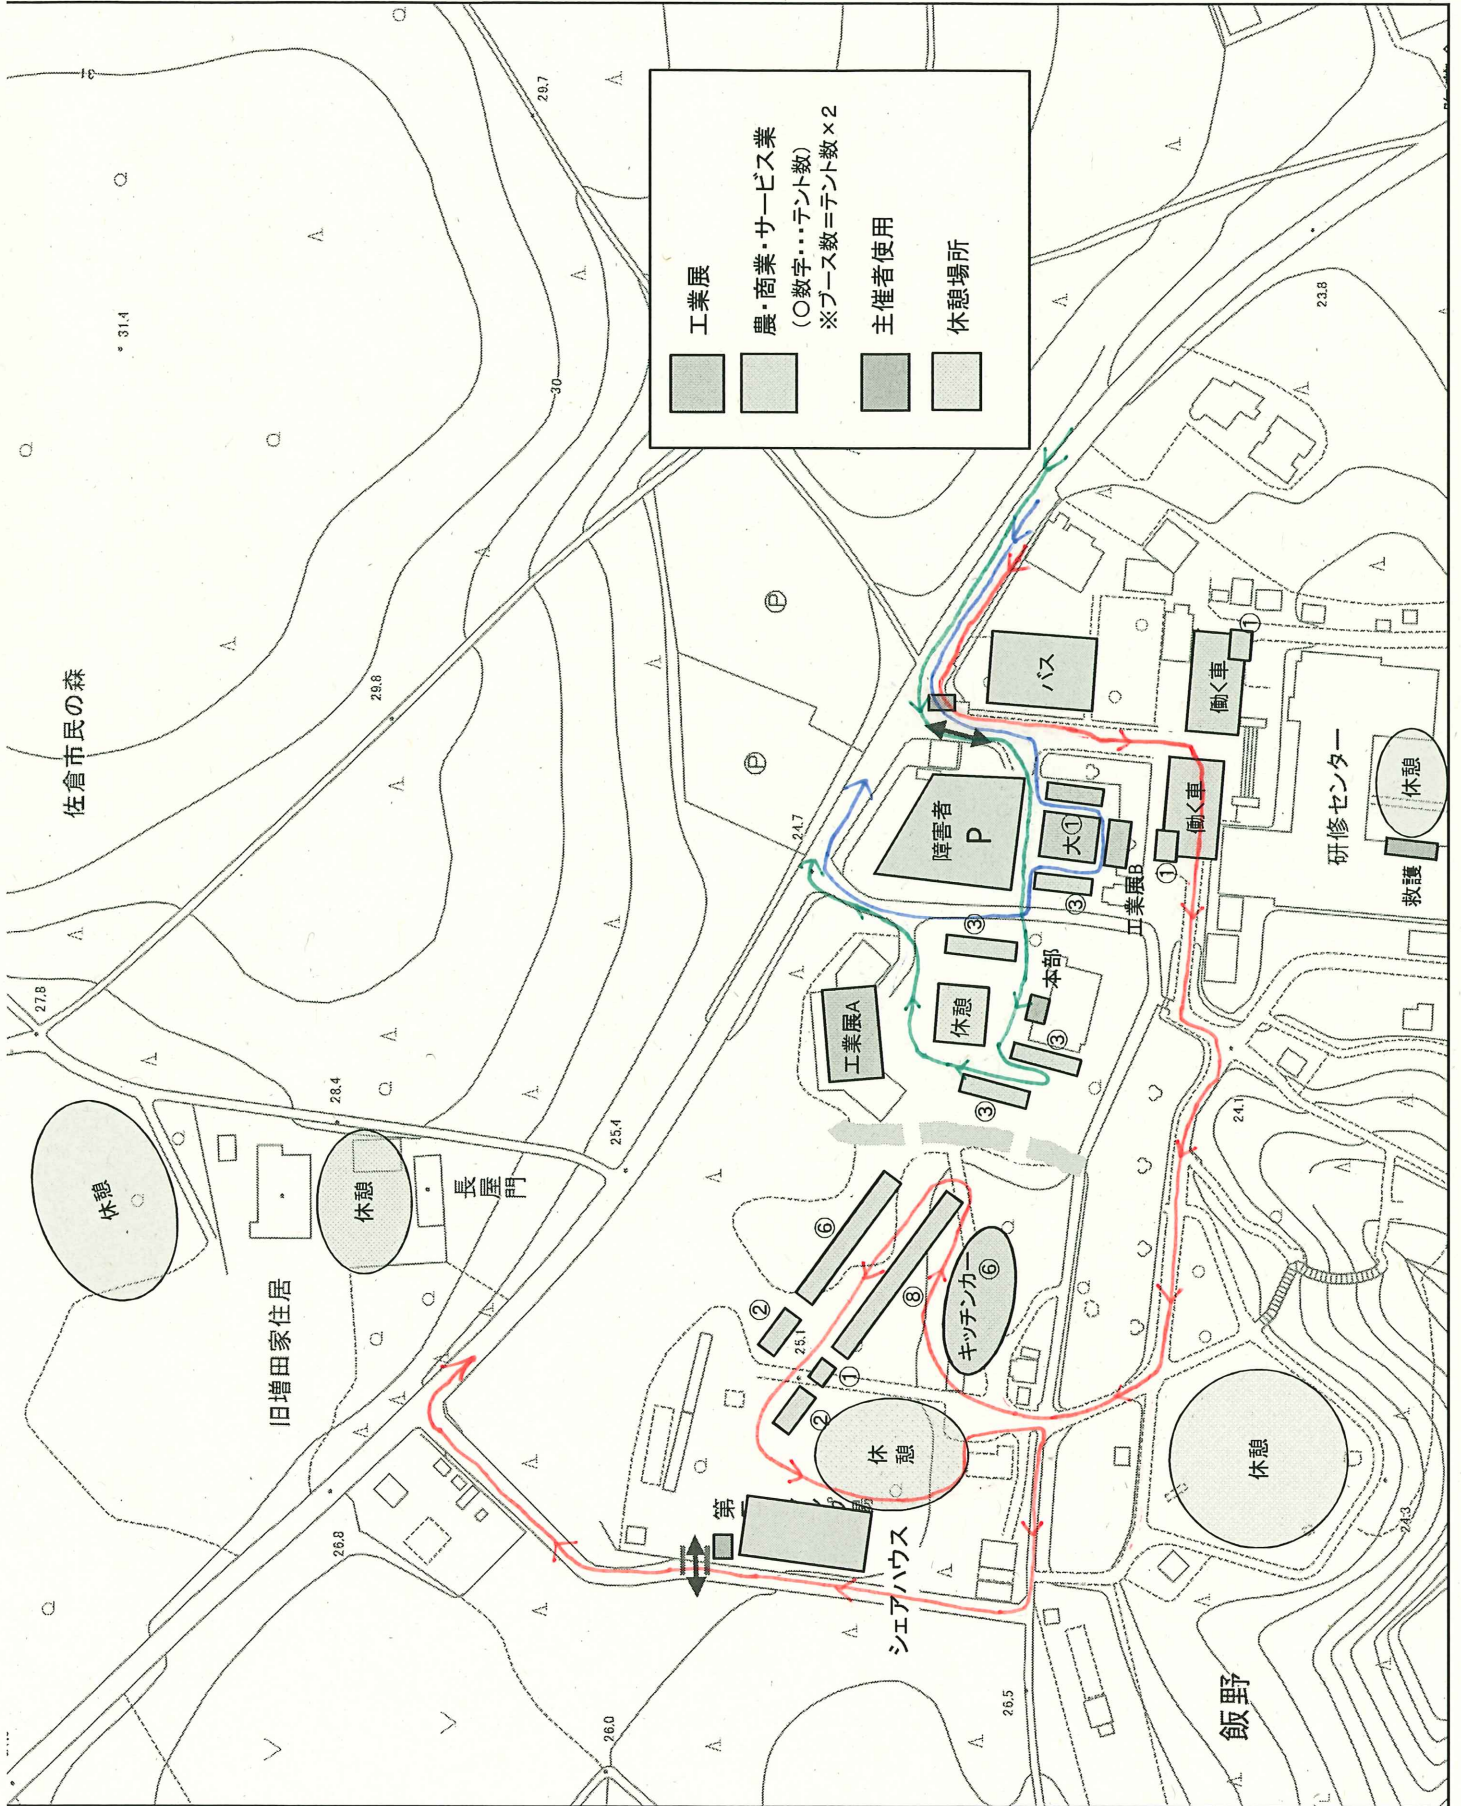 佐倉市民の森
31
31.4
29.7
30
29.8
27.8
28.4
25.4
24.7
23.8
26.8
26.0
26.5
25.1
24.1
24.3
工業展
農・商業・サービス業
(○数字・・・テント数)
※ブース数=テント数×2
主催者使用
休憩場所
Ⓟ
Ⓟ
休憩
休憩
長屋門
旧増田家住居
バス
働く車
①
働く車
①
障害者
P
大①
③
工業展B
研修センター
休憩
救護
③
本部
休憩
工業展A
③
③
⑥
②
⑧
キッチンカー
⑥
①
②
休憩
第
シェアハウス
休憩
飯野